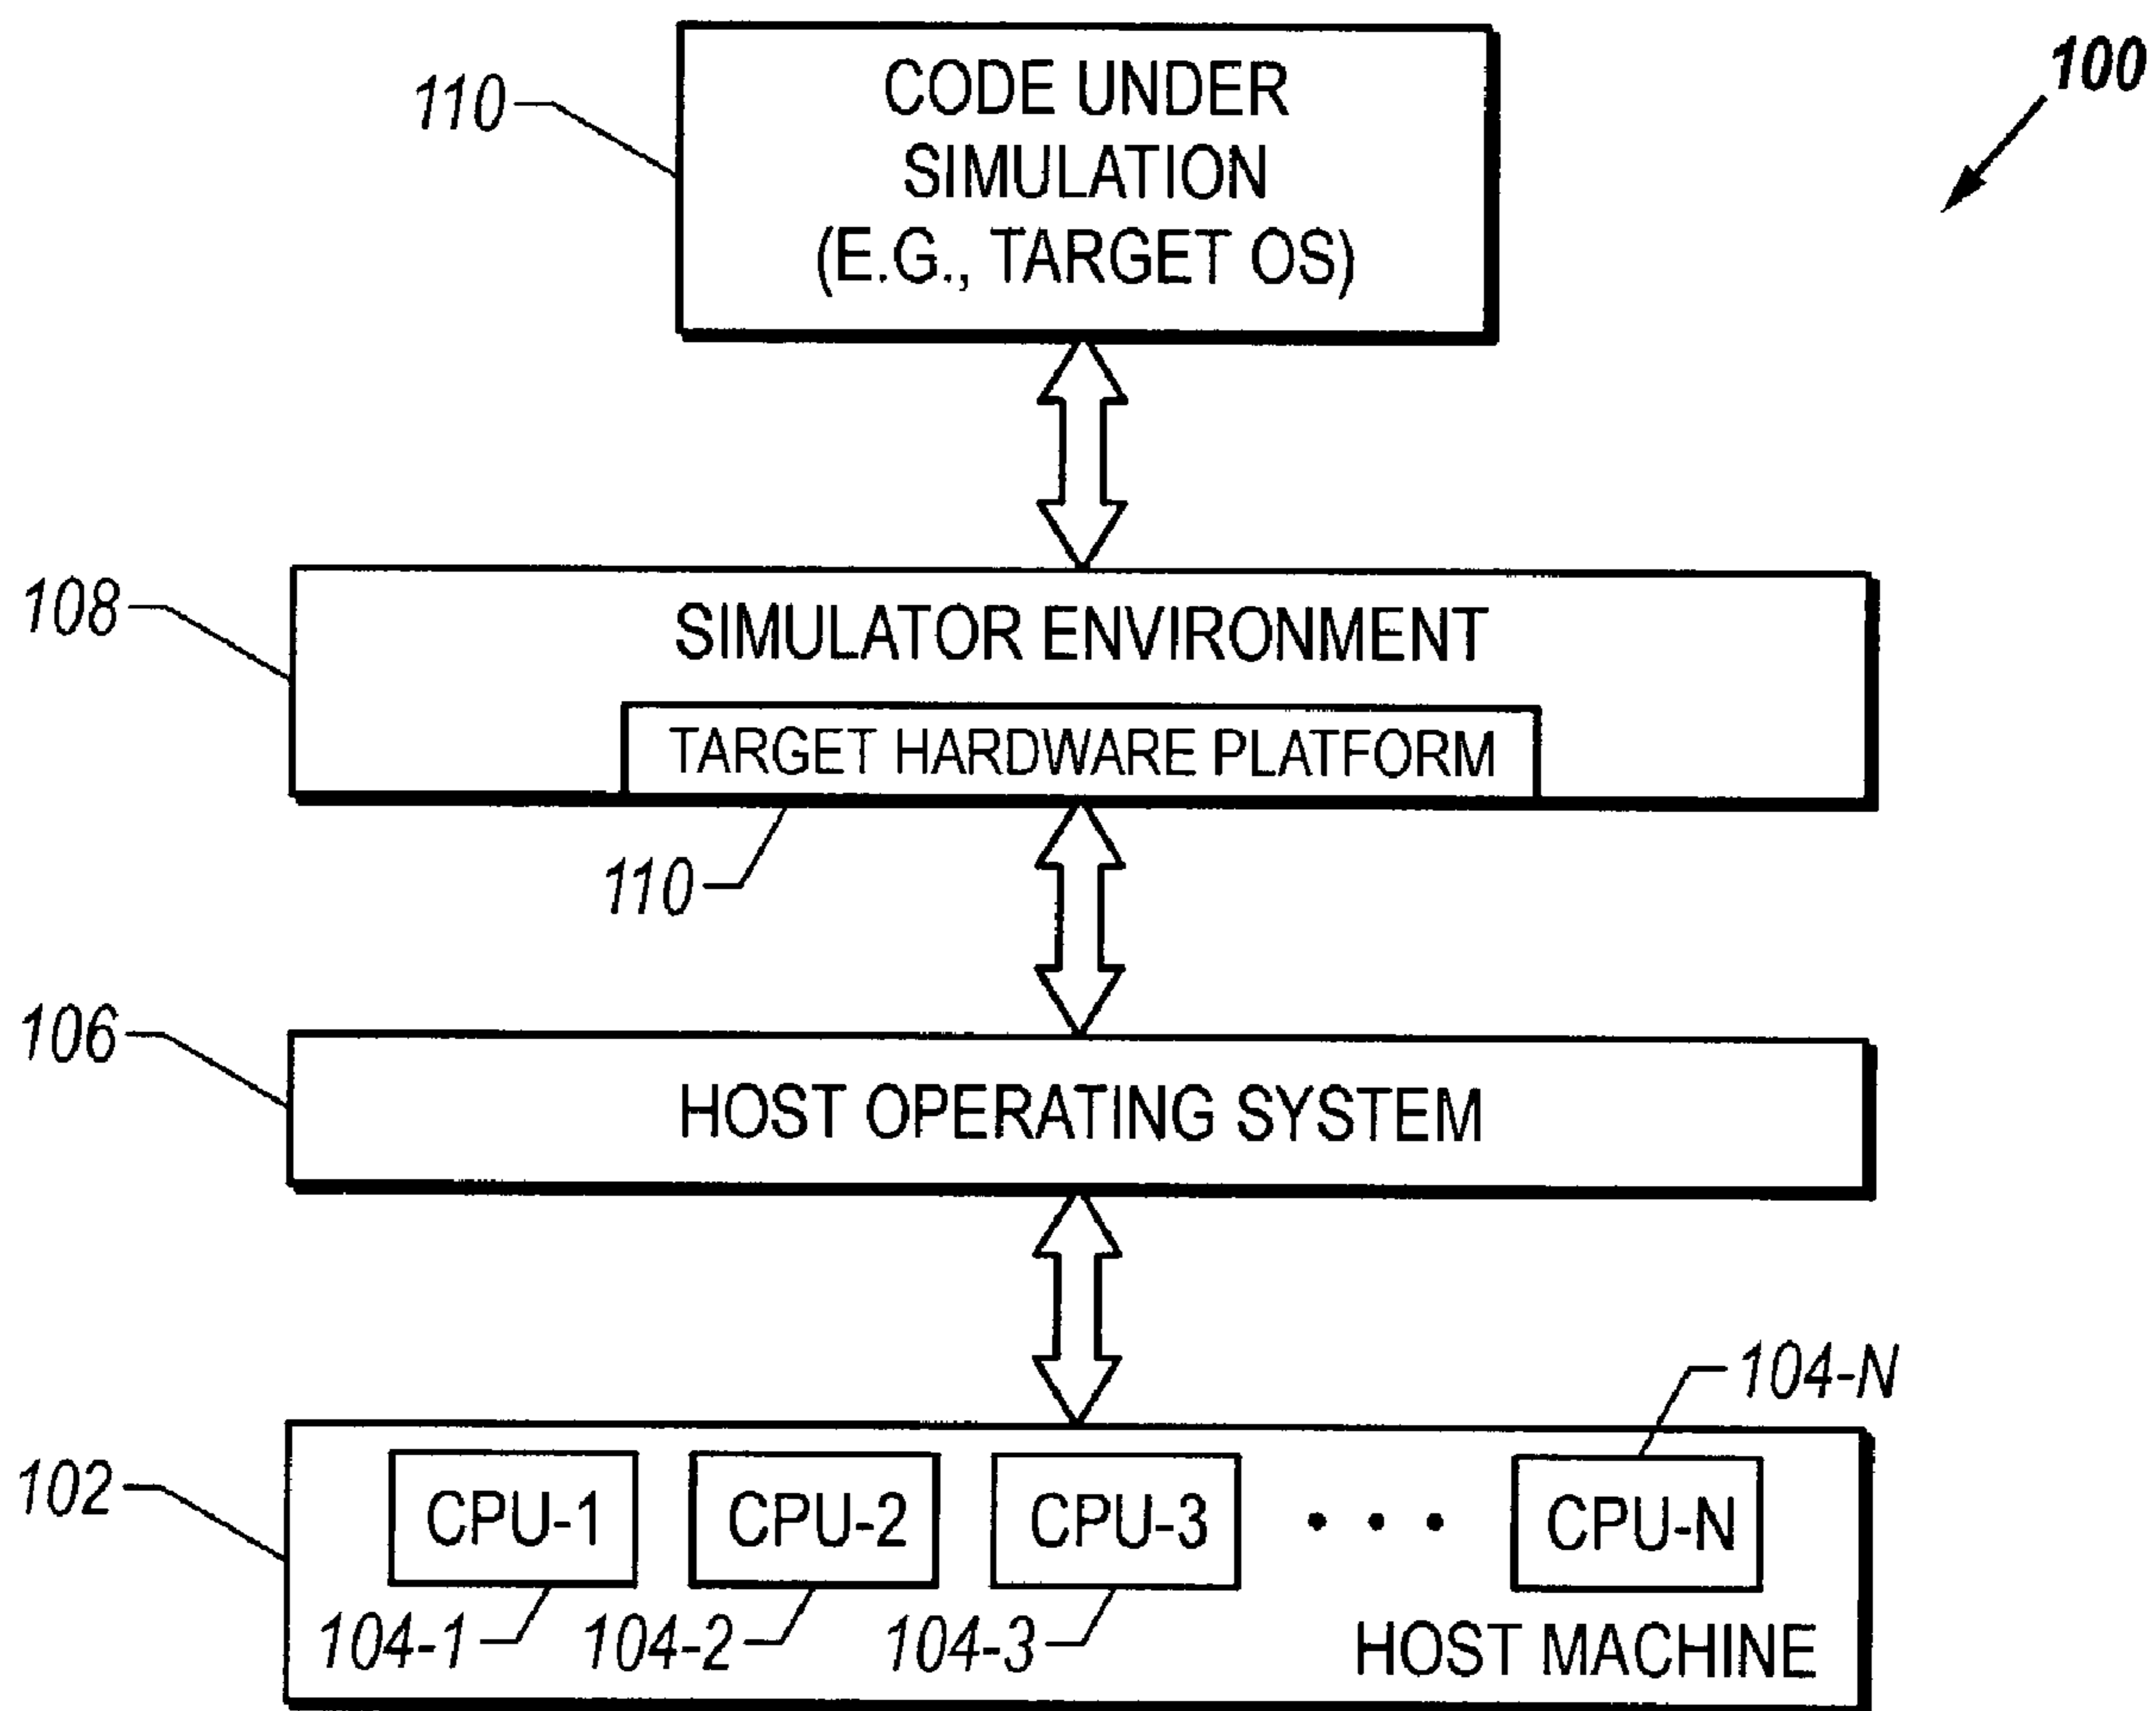 100
110
CODE UNDER
SIMULATION
(E.G., TARGET OS)
108
SIMULATOR ENVIRONMENT
TARGET HARDWARE PLATFORM
110
106
HOST OPERATING SYSTEM
104-N
102
CPU-1
CPU-2
CPU-3
• • •
CPU-N
104-1
104-2
104-3
HOST MACHINE